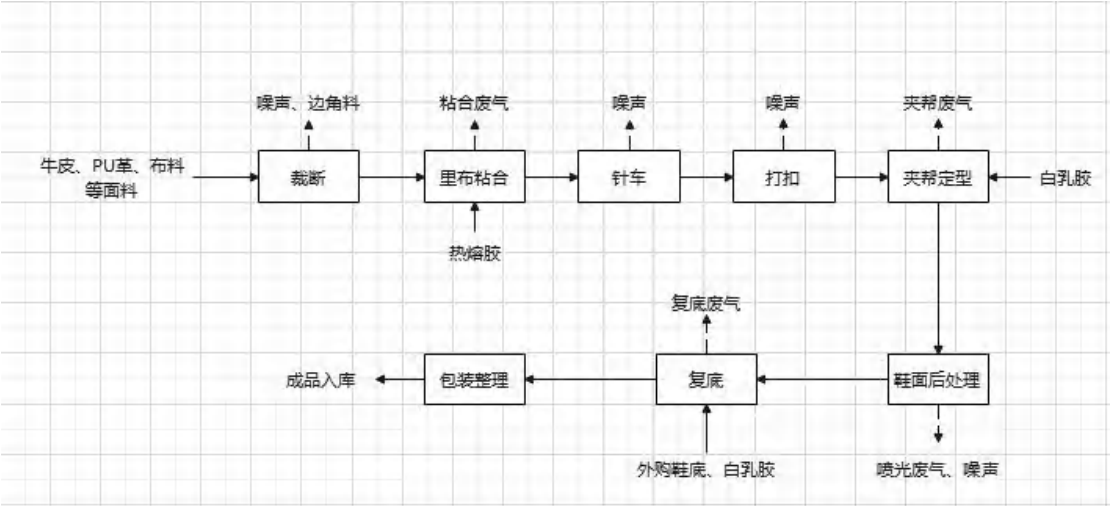 噪声、边角料
粘合废气
噪声
噪声
夹帮废气
牛皮、PU革、布料
等面料
裁断
里布粘合
针车
打扣
夹帮定型
白乳胶
热熔胶
复底废气
成品入库
包装整理
复底
鞋面后处理
外购鞋底、白乳胶
喷光废气、噪声